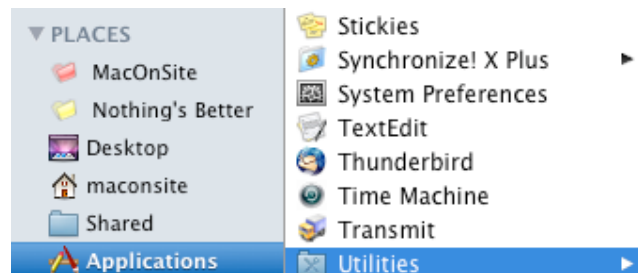 PLACES
MacOnSite
Nothing's Better
Desktop
maconsite
Shared
Applications
Stickies
Synchronize! X Plus
System Preferences
TextEdit
Thunderbird
Time Machine
Transmit
Utilities